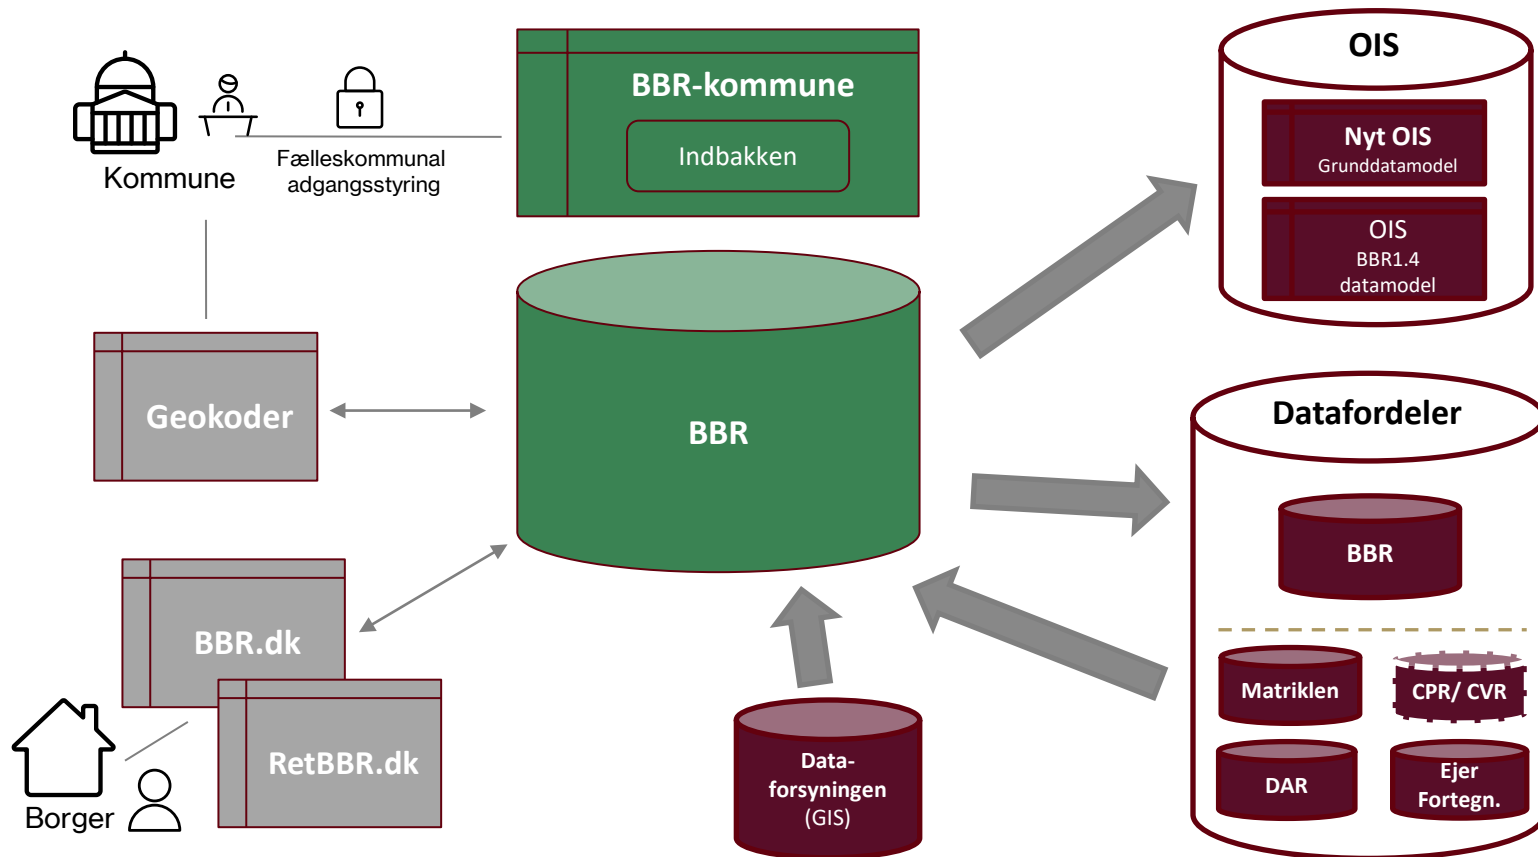 Kommune
Fælleskommunal
adgangsstyring
BBR-kommune
Indbakken
OIS
Nyt OIS
Grunddatamodel
OIS
BBR1.4
datamodel
Geokoder
BBR
Datafordeler
BBR
Matriklen
CPR/ CVR
DAR
Ejer
Fortegn.
BBR.dk
RetBBR.dk
Borger
Data-
forsyningen
(GIS)